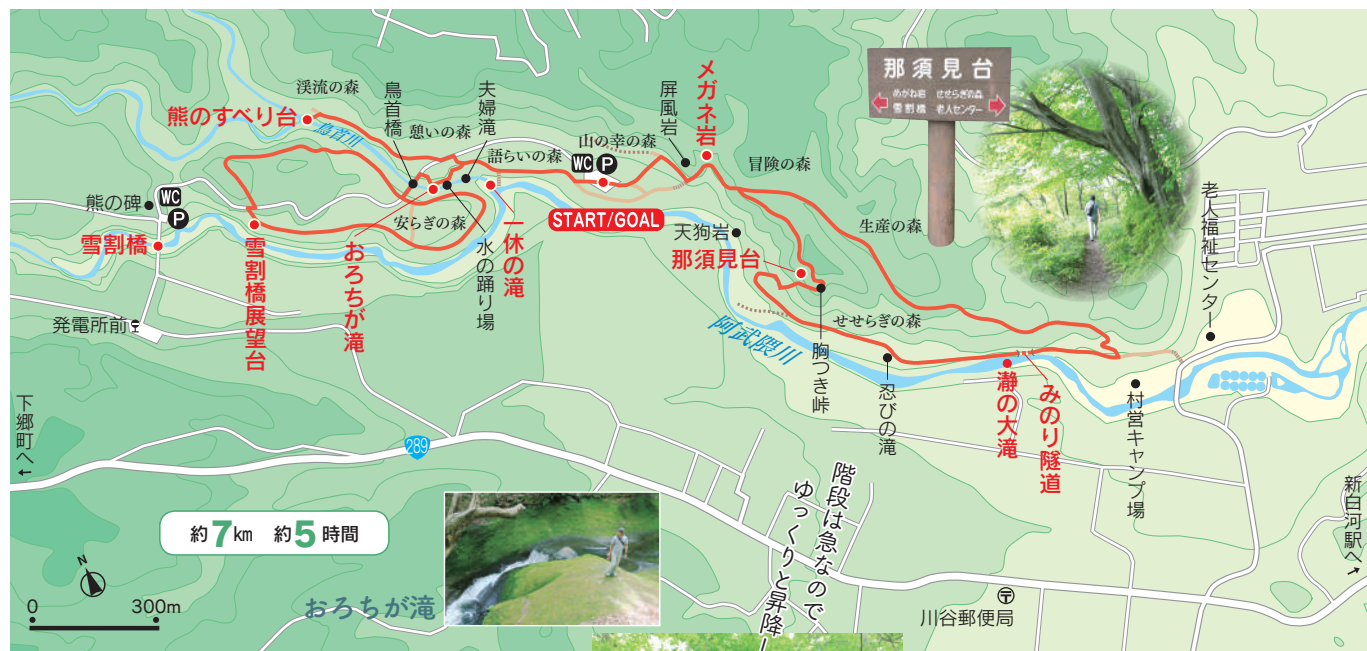 渓流の森
熊のすべり台
鳥首川
鳥首橋
憩いの森
夫婦滝
語らいの森
山の幸の森
WC P
屏風岩
メガネ岩
冒険の森
那須見台
めがね岩 せせらぎの森
雪割橋 老人センター
熊の碑
WC
P
雪割橋
雪割橋展望台
安らぎの森
おろちが滝
水の踊り場
一休の滝
START/GOAL
天狗岩
那須見台
生産の森
老人福祉センター
発電所前
阿武隈川
せせらぎの森
胸つき峠
忍びの滝
瀞の大滝
みのり隧道
村営キャンプ場
下郷町へ←
289
新白河駅へ→
約7km 約5時間
階段は急なので
ゆっくりと昇降
N
0 300m
おろちが滝
川谷郵便局